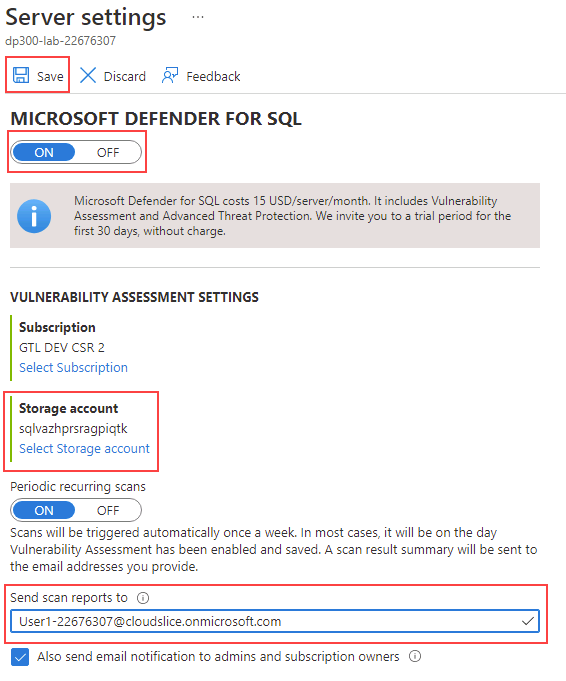 Server settings ...
dp300-lab-22676307
Save Discard Feedback
MICROSOFT DEFENDER FOR SQL
ON OFF
Microsoft Defender for SQL costs 15 USD/server/month. It includes Vulnerability
Assessment and Advanced Threat Protection. We invite you to a trial period for the
first 30 days, without charge.
VULNERABILITY ASSESSMENT SETTINGS
Subscription
GTL DEV CSR 2
Select Subscription
Storage account
sqlvazhprsragpiqtk
Select Storage account
Periodic recurring scans
ON OFF
Scans will be triggered automatically once a week. In most cases, it will be on the day
Vulnerability Assessment has been enabled and saved. A scan result summary will be sent to
the email addresses you provide.
Send scan reports to
User1-22676307@cloudslice.onmicrosoft.com
Also send email notification to admins and subscription owners